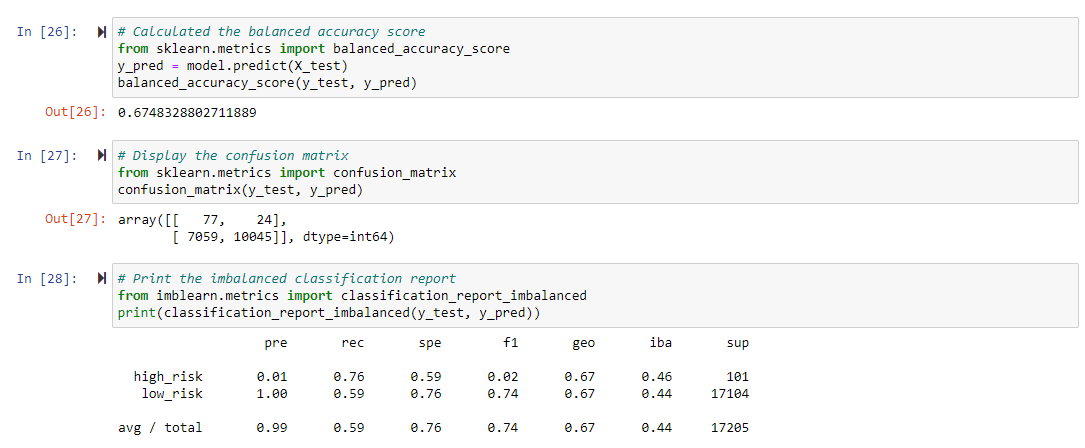 In [26]: # Calculated the balanced accuracy score
from sklearn.metrics import balanced_accuracy_score
y_pred = model.predict(X_test)
balanced_accuracy_score(y_test, y_pred)
Out[26]: 0.6748328802711889
In [27]: # Display the confusion matrix
from sklearn.metrics import confusion_matrix
confusion_matrix(y_test, y_pred)
Out[27]: array([[   77,    24],
       [ 7059, 10045]], dtype=int64)
In [28]: # Print the imbalanced classification report
from imblearn.metrics import classification_report_imbalanced
print(classification_report_imbalanced(y_test, y_pred))
pre rec spe f1 geo iba sup
high_risk 0.01 0.76 0.59 0.02 0.67 0.46 101
low_risk 1.00 0.59 0.76 0.74 0.67 0.44 17104
avg / total 0.99 0.59 0.76 0.74 0.67 0.44 17205